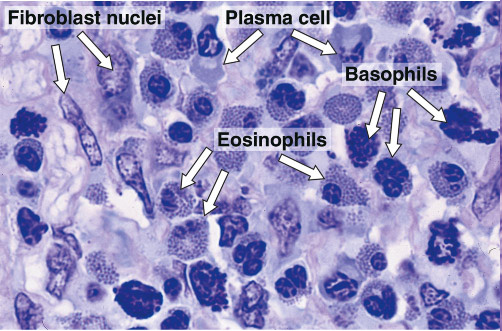 Fibroblast nuclei
Plasma cell
Basophils
Eosinophils